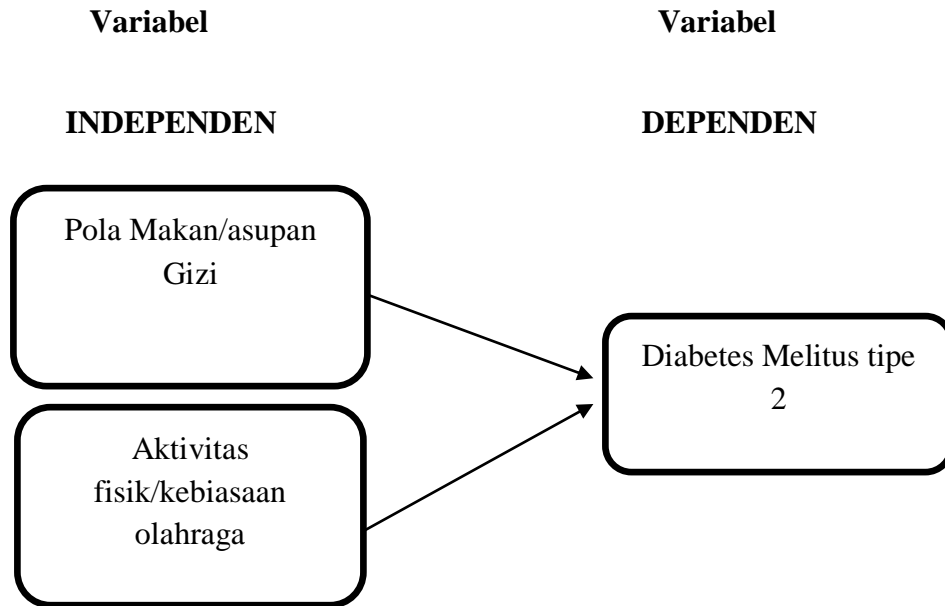 Variabel
INDEPENDEN
Pola Makan/asupan
Gizi
Aktivitas
fisik/kebiasaan
olahraga
Variabel
DEPENDEN
Diabetes Melitus tipe
2